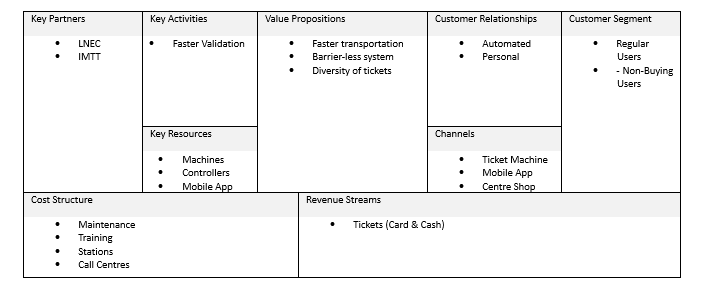 Key Partners
• LNEC
• IMTT
Key Activities
• Faster Validation
Key Resources
• Machines
• Controllers
• Mobile App
Value Propositions
• Faster transportation
• Barrier-less system
• Diversity of tickets
Customer Relationships
• Automated
• Personal
Channels
• Ticket Machine
• Mobile App
• Centre Shop
Customer Segment
• Regular
Users
• - Non-Buying
Users
Cost Structure
• Maintenance
• Training
• Stations
• Call Centres
Revenue Streams
• Tickets (Card & Cash)